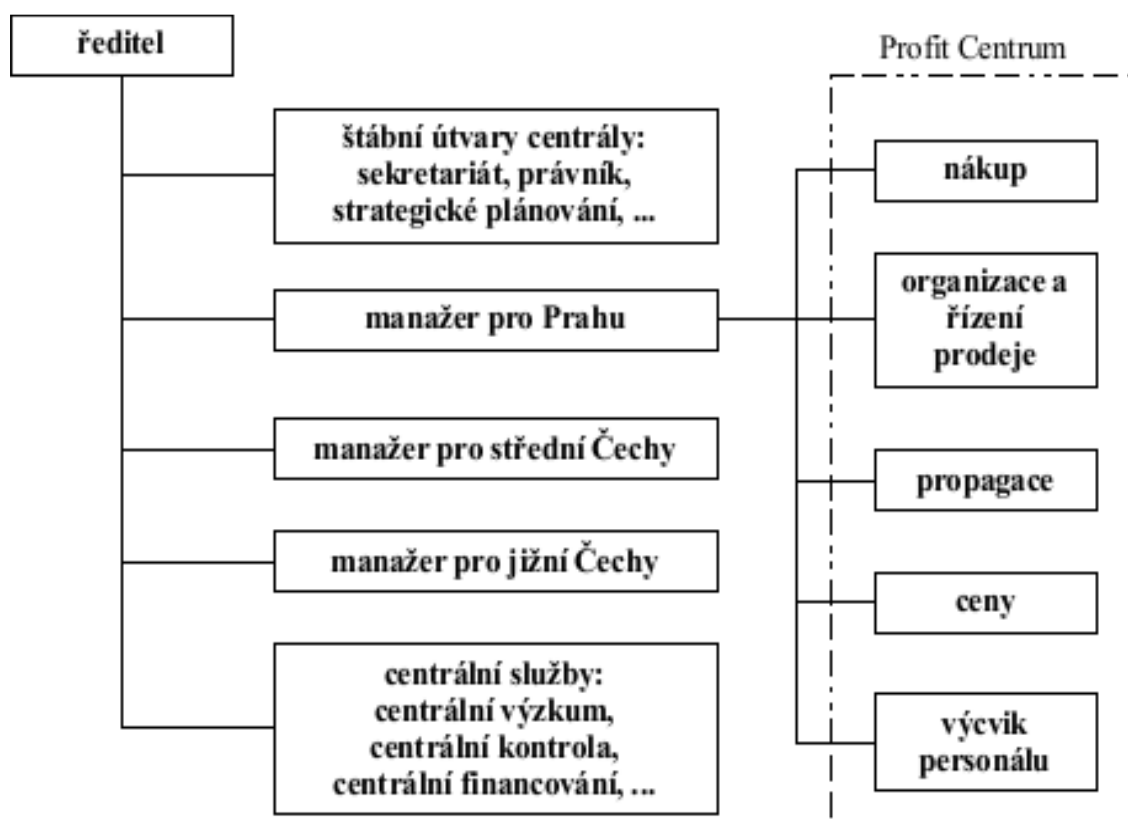 ředitel
štábní útvary centrály:
sekretariát, právník,
strategické plánování, ...
manažer pro Prahu
manažer pro střední Čechy
manažer pro jižní Čechy
centrální služby:
centrální výzkum,
centrální kontrola,
centrální financování, ...
Profit Centrum
nákup
organizace a
řízení
prodeje
propagace
ceny
výcvik
personálu